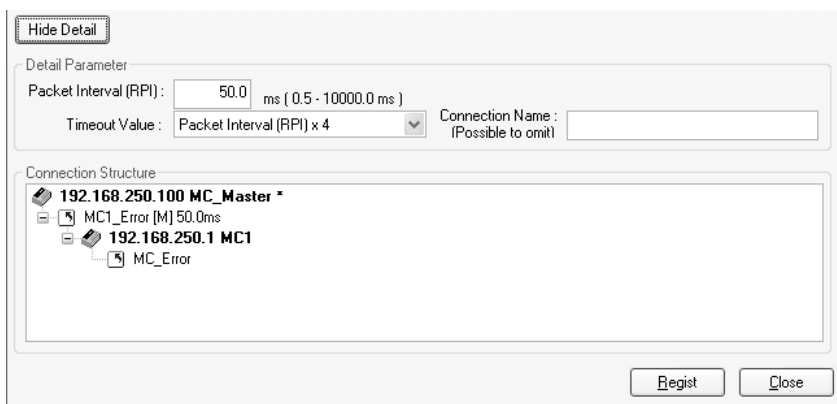 Hide Detail
Detail Parameter
Packet Interval (RPI) : 50.0 ms ( 0.5 - 10000.0 ms )
Timeout Value : Packet Interval (RPI) x 4 Connection Name :
(Possible to omit)
Connection Structure
192.168.250.100 MC_Master *
MC1_Error [M] 50.0ms
192.168.250.1 MC1
MC_Error
Regist Close